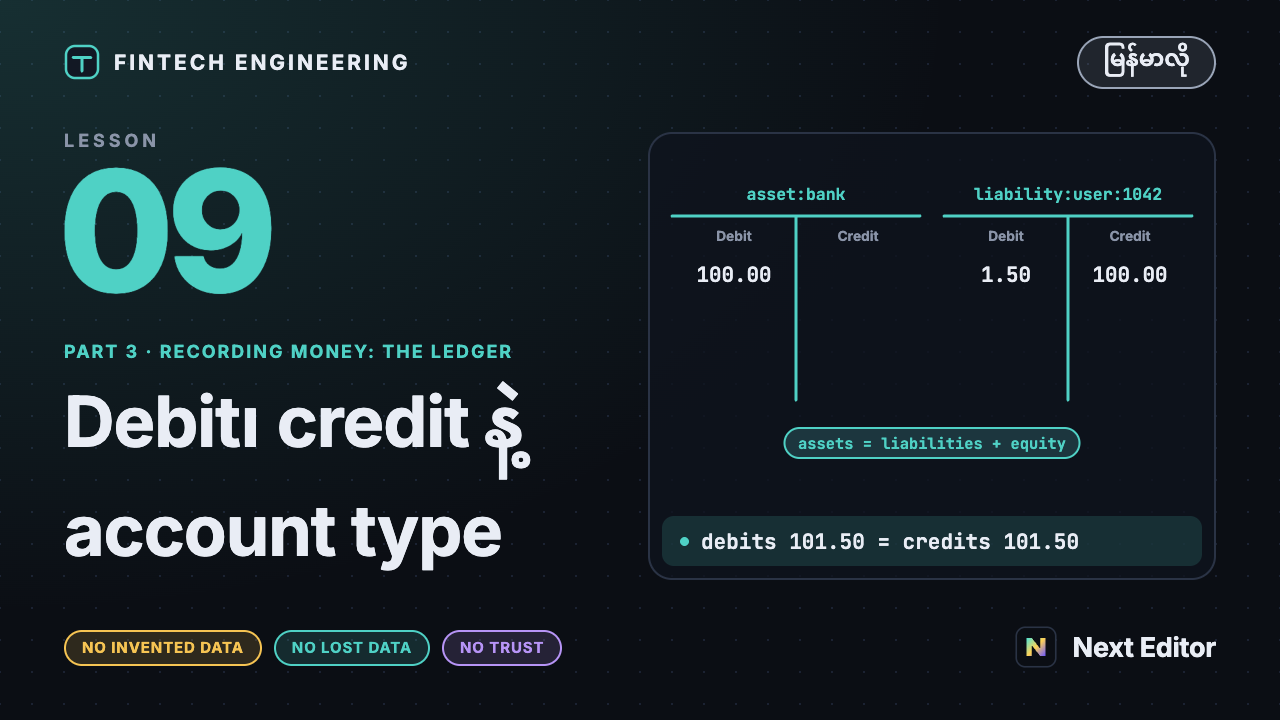 FINTECH ENGINEERING
မြန်မာလို
LESSON
09
PART 3 · RECORDING MONEY: THE LEDGER
Debit၊ credit နဲ့
account type
asset:bank
Debit Credit
100.00
liability:user:1042
Debit Credit
1.50 100.00
assets = liabilities + equity
debits 101.50 = credits 101.50
NO INVENTED DATA
NO LOST DATA
NO TRUST
N Next Editor